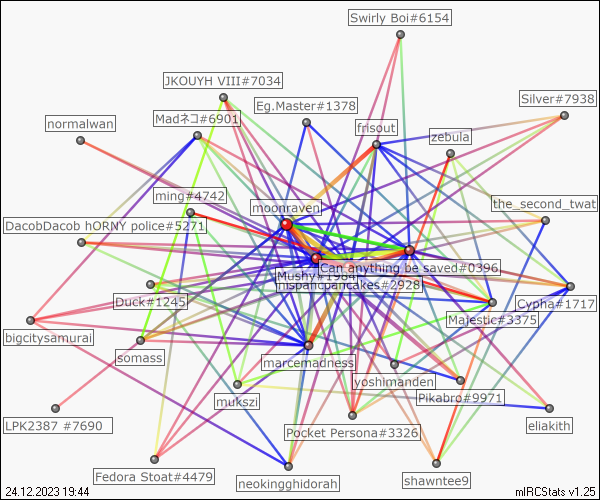 Swirly Boi#6154
JKOUYH VIII#7034
Eg.Master#1378
Silver#7938
Madネコ#6901
normalwan
frisout
zebula
ming#4742
moonraven
the_second_twat
DacobDacob hORNY police#5271
Can anything be saved#0396
Mushy#1984
Duck#1245
Cypha#1717
Majestic#3375
bigcitysamurai
somass
marcemadness
yoshimanden
mukszi
Pikabro#9971
LPK2387 #7690
Pocket Persona#3326
eliakith
Fedora Stoat#4479
neokingghidorah
shawntee9
24.12.2023 19:44
mIRCStats v1.25